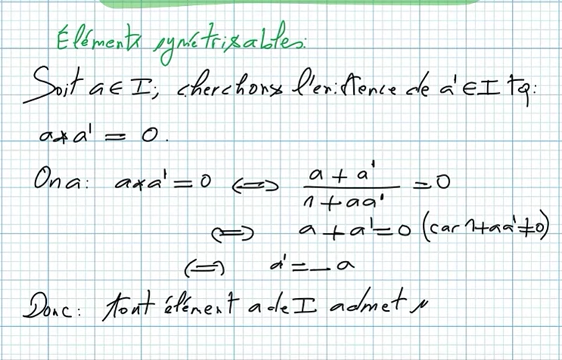 Eléments symétrisables:
Soit a ∈ I; cherchons l'existence de a' ∈ I tq:
a * a' = 0.
On a: a * a' = 0 ⟺ (a + a') / (1 + aa') = 0
⟺ a + a' = 0 (car 1 + aa' ≠ 0)
⟺ a' = - a
Donc: tout élément a de I admet